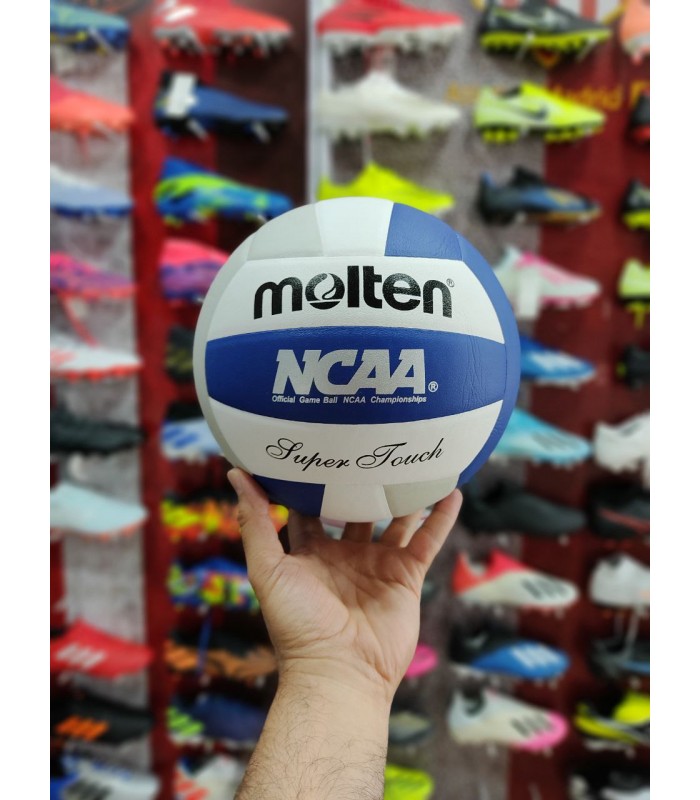 molten®
NCAA®
Official Game Ball NCAA Championships
Super Touch